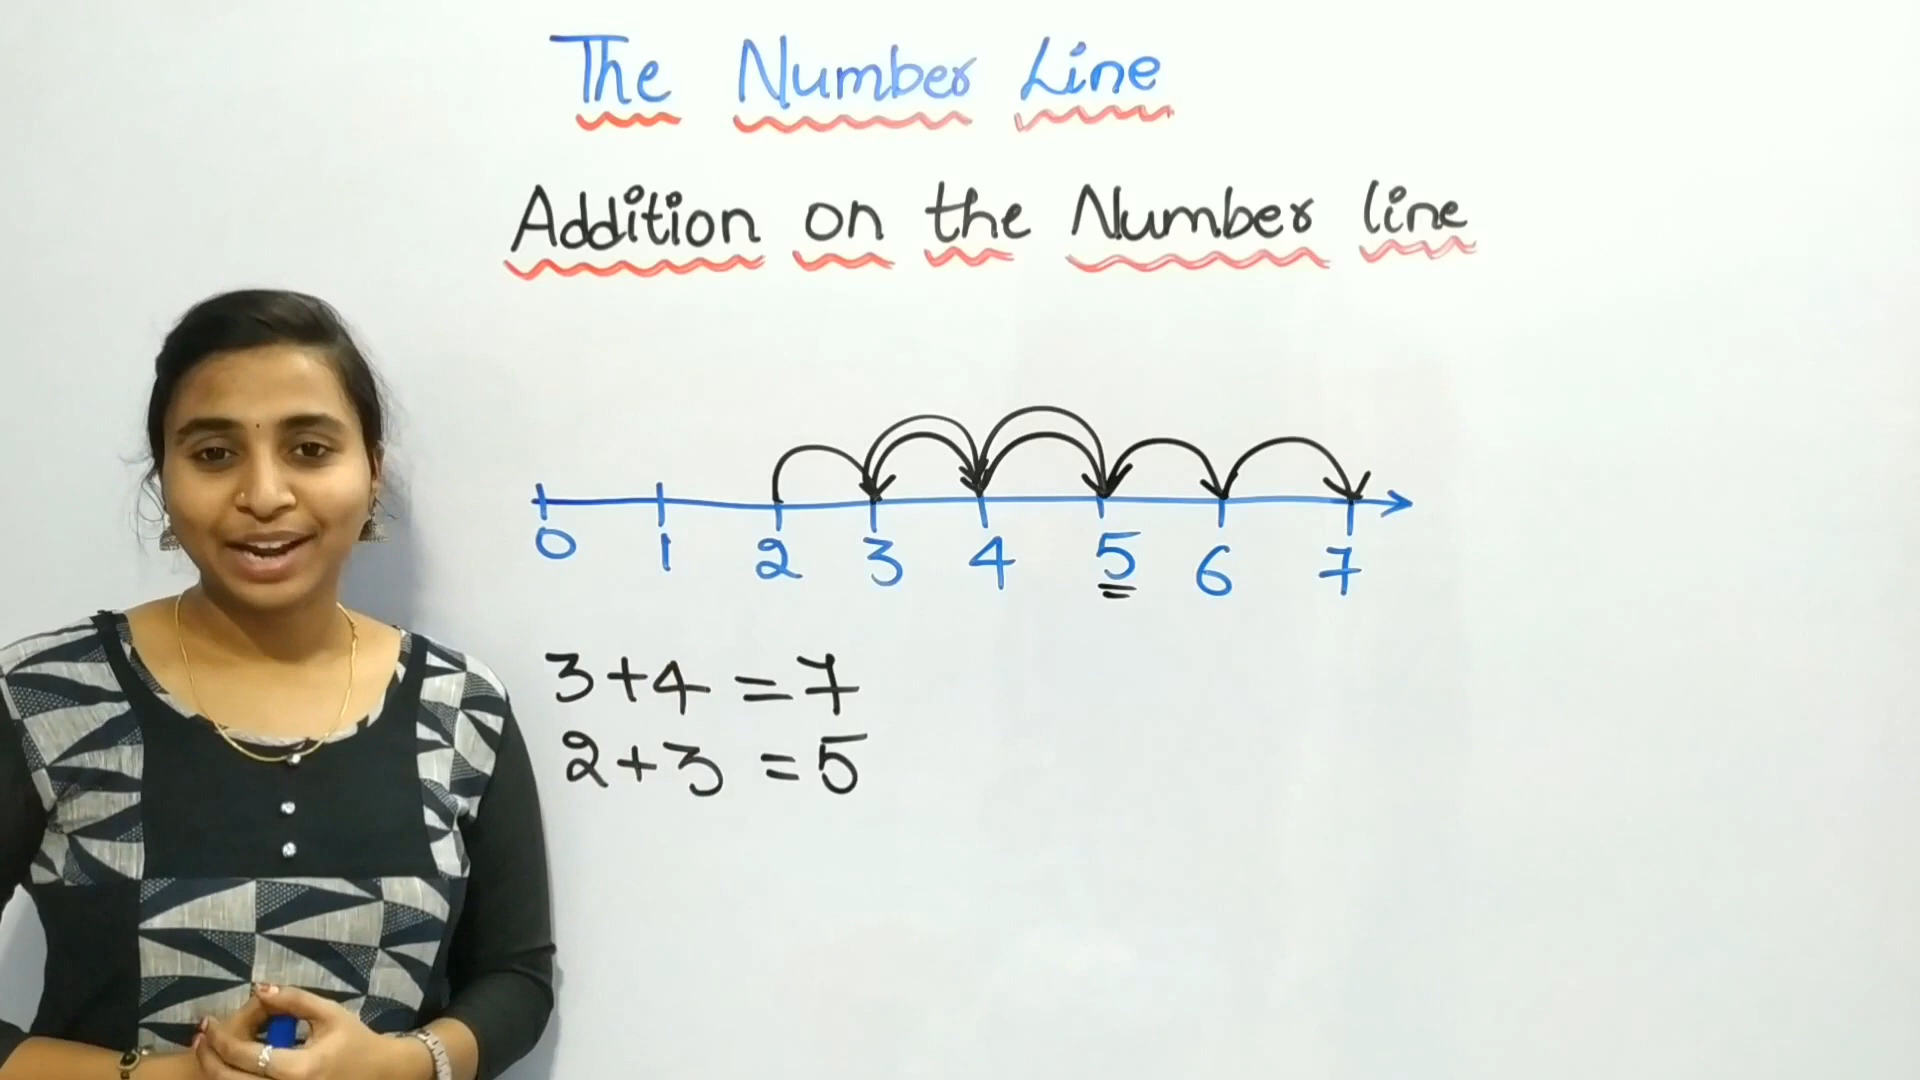 The Number Line
Addition on the Number line
0 1 2 3 4 5 6 7
3+4 =7
2+3 =5